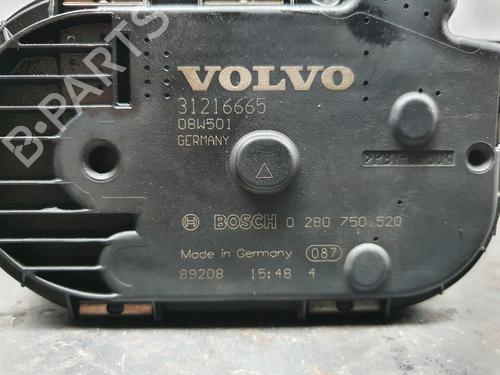 B-PARTS
VOLVO
31216665
08W501
GERMANY
BOSCH 0 280 750 520
Made in Germany 087
89208 15:48 4